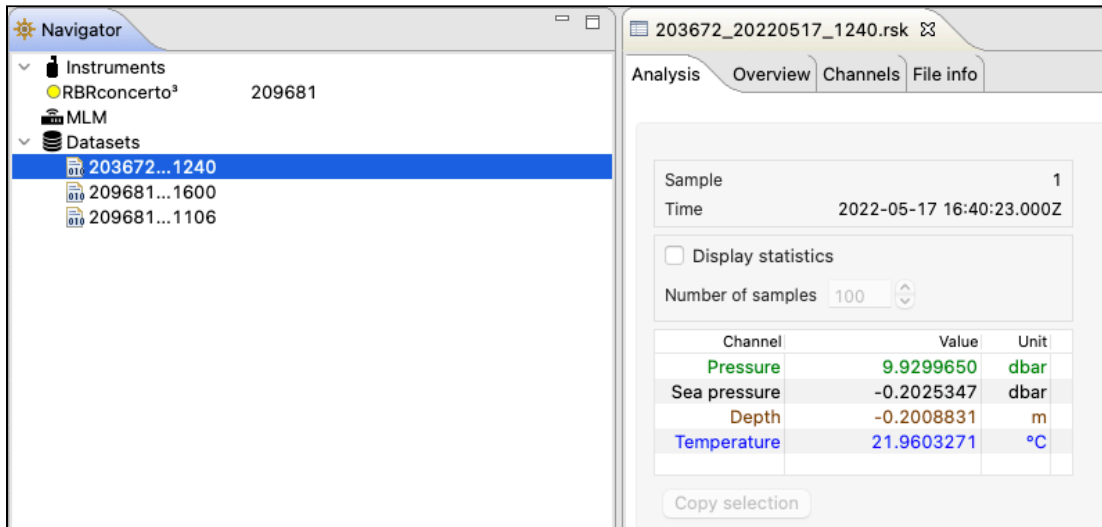 Navigator
Instruments
RBRconcerto³ 209681
MLM
Datasets
203672...1240
209681...1600
209681...1106
203672_20220517_1240.rsk
Analysis Overview Channels File info
Sample 1
Time 2022-05-17 16:40:23.000Z
Display statistics
Number of samples 100
Channel Value Unit
Pressure 9.9299650 dbar
Sea pressure -0.2025347 dbar
Depth -0.2008831 m
Temperature 21.9603271 °C
Copy selection